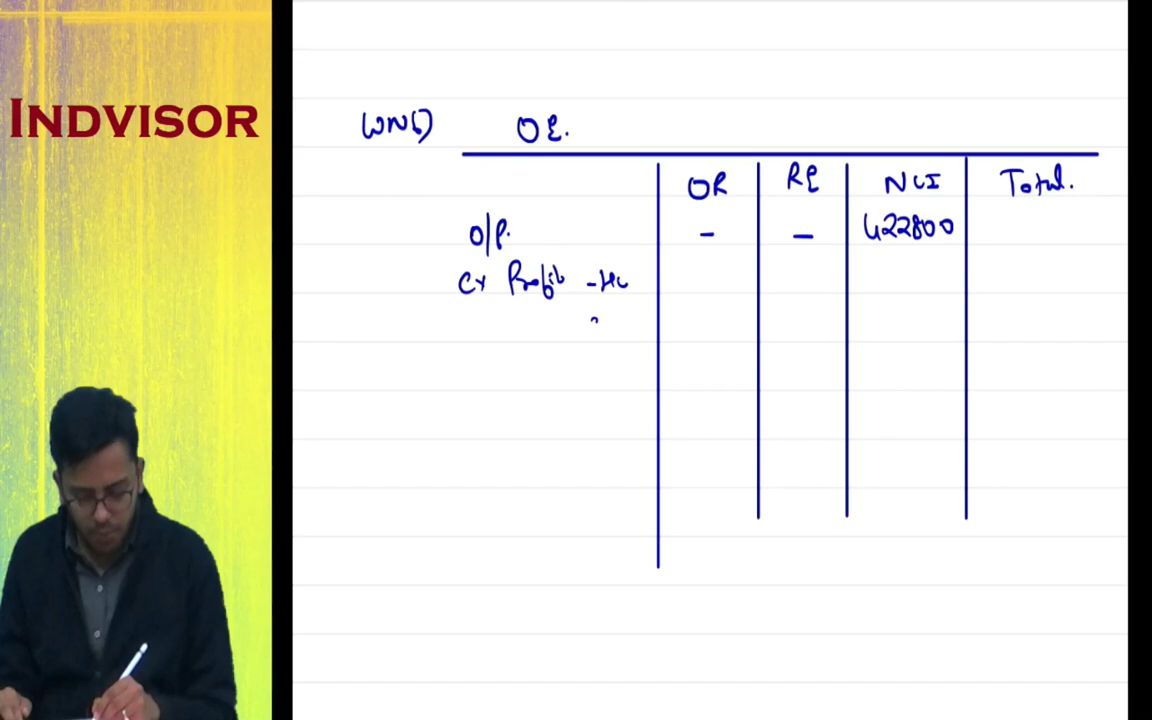 INDVISOR
WN6) OE.
OR RE NCI Total.
O/P. - - 422800
Cy Profit - HC